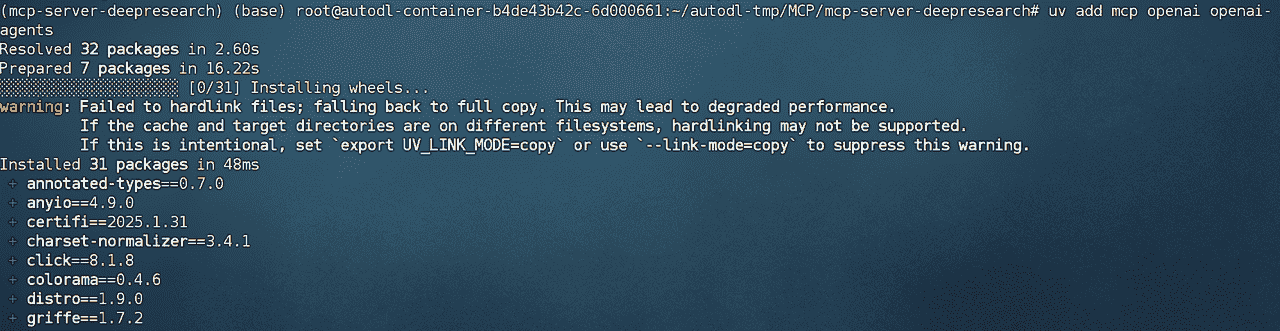 (mcp-server-deepresearch) (base) root@autodl-container-b4de43b42c-6d000661:~/autodl-tmp/MCP/mcp-server-deepresearch# uv add mcp openai openai-
agents
Resolved 32 packages in 2.60s
Prepared 7 packages in 16.22s
░░░░░░░░░░░░░░░░░░░░ [0/31] Installing wheels...
warning: Failed to hardlink files; falling back to full copy. This may lead to degraded performance.
If the cache and target directories are on different filesystems, hardlinking may not be supported.
If this is intentional, set `export UV_LINK_MODE=copy` or use `--link-mode=copy` to suppress this warning.
Installed 31 packages in 48ms
+ annotated-types==0.7.0
+ anyio==4.9.0
+ certifi==2025.1.31
+ charset-normalizer==3.4.1
+ click==8.1.8
+ colorama==0.4.6
+ distro==1.9.0
+ griffe==1.7.2